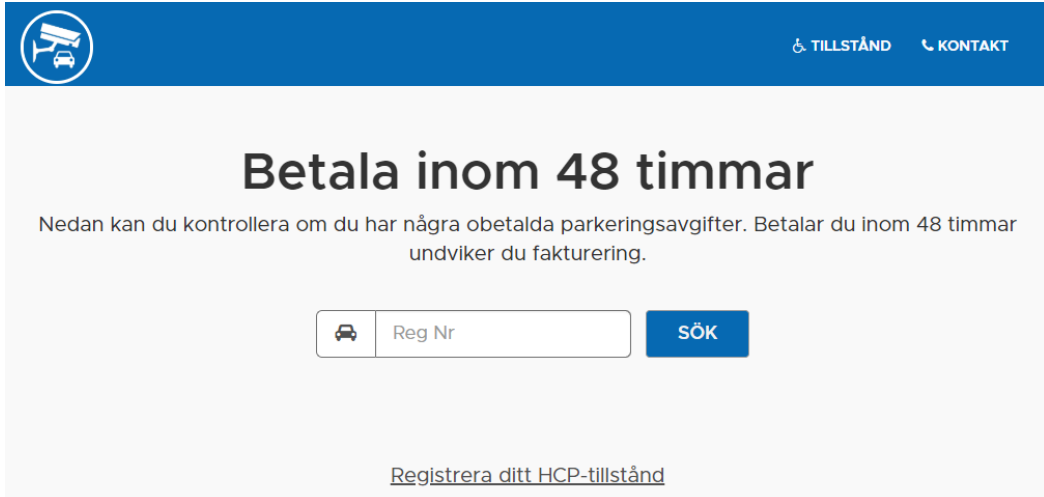 TILLSTÅND KONTAKT
Betala inom 48 timmar
Nedan kan du kontrollera om du har några obetalda parkeringsavgifter. Betalar du inom 48 timmar
undviker du fakturering.
Reg Nr SÖK
Registrera ditt HCP-tillstånd